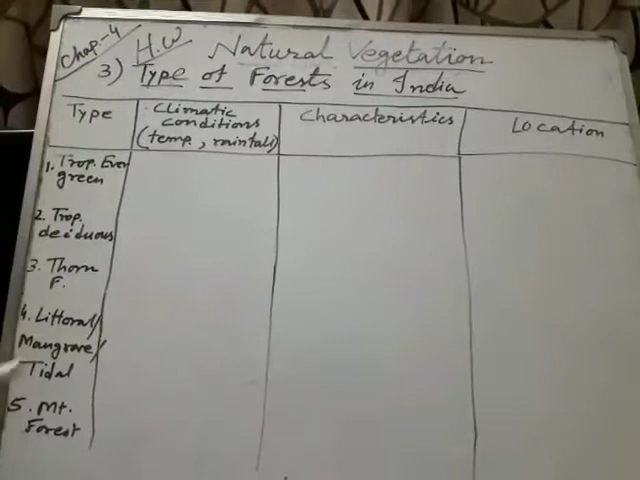 Chap.-4
H.W
Natural Vegetation
3) Type of Forests in India
Type
Climatic
conditions
(temp., rainfall)
Characteristics
Location
1. Trop. Ever
green
2. Trop.
deciduous
3. Thorn
F.
4. Littoral/
Mangrove/
Tidal
5. Mt.
Forest